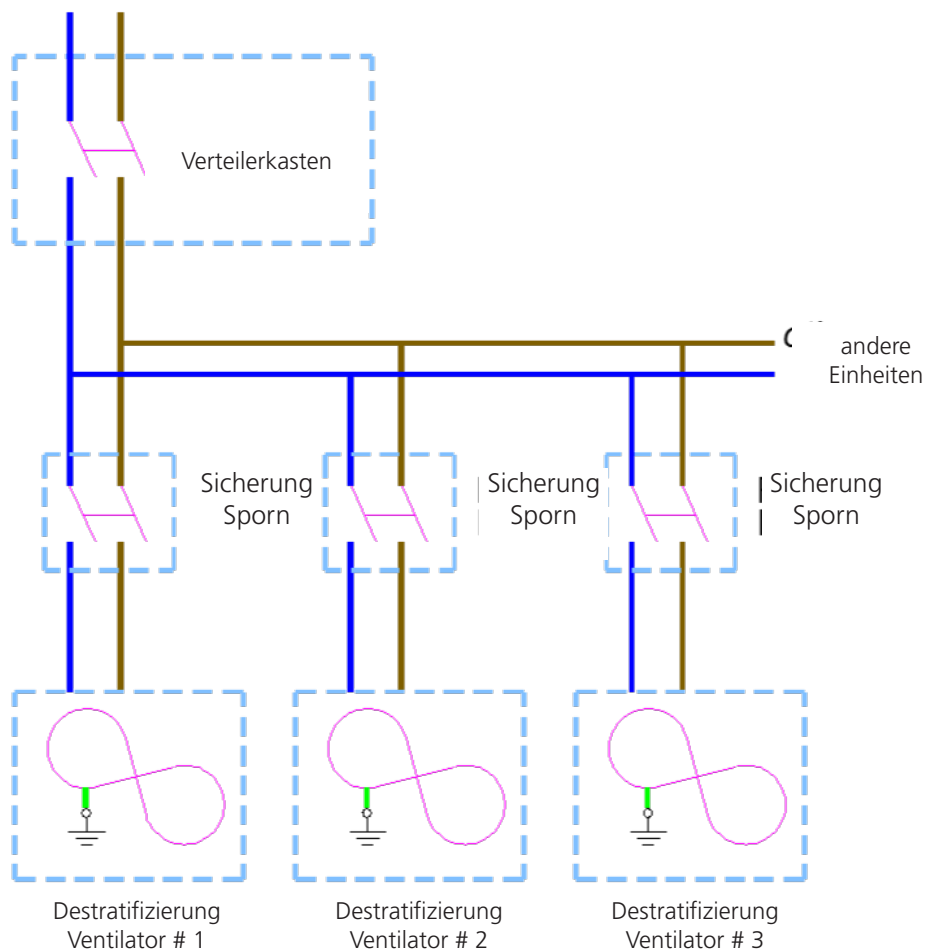 Verteilerkasten
andere
Einheiten
Sicherung
Sporn
Sicherung
Sporn
Sicherung
Sporn
Destratifizierung
Ventilator # 1
Destratifizierung
Ventilator # 2
Destratifizierung
Ventilator # 3